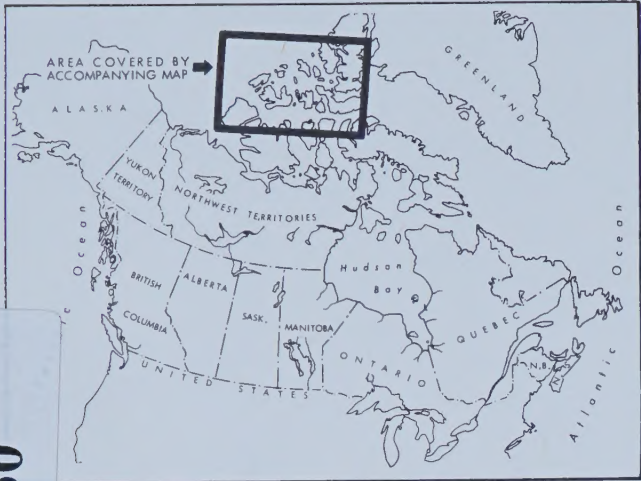 AREA COVERED BY
ACCOMPANYING MAP
GREENLAND
ALASKA
YUKON
TERRITORY
NORTHWEST TERRITORIES
Ocean
Ocean
Hudson
Bay
BRITISH
COLUMBIA
ALBERTA
SASK.
MANITOBA
ONTARIO
QUEBEC
N.B.
UNITED STATES
Atlantic